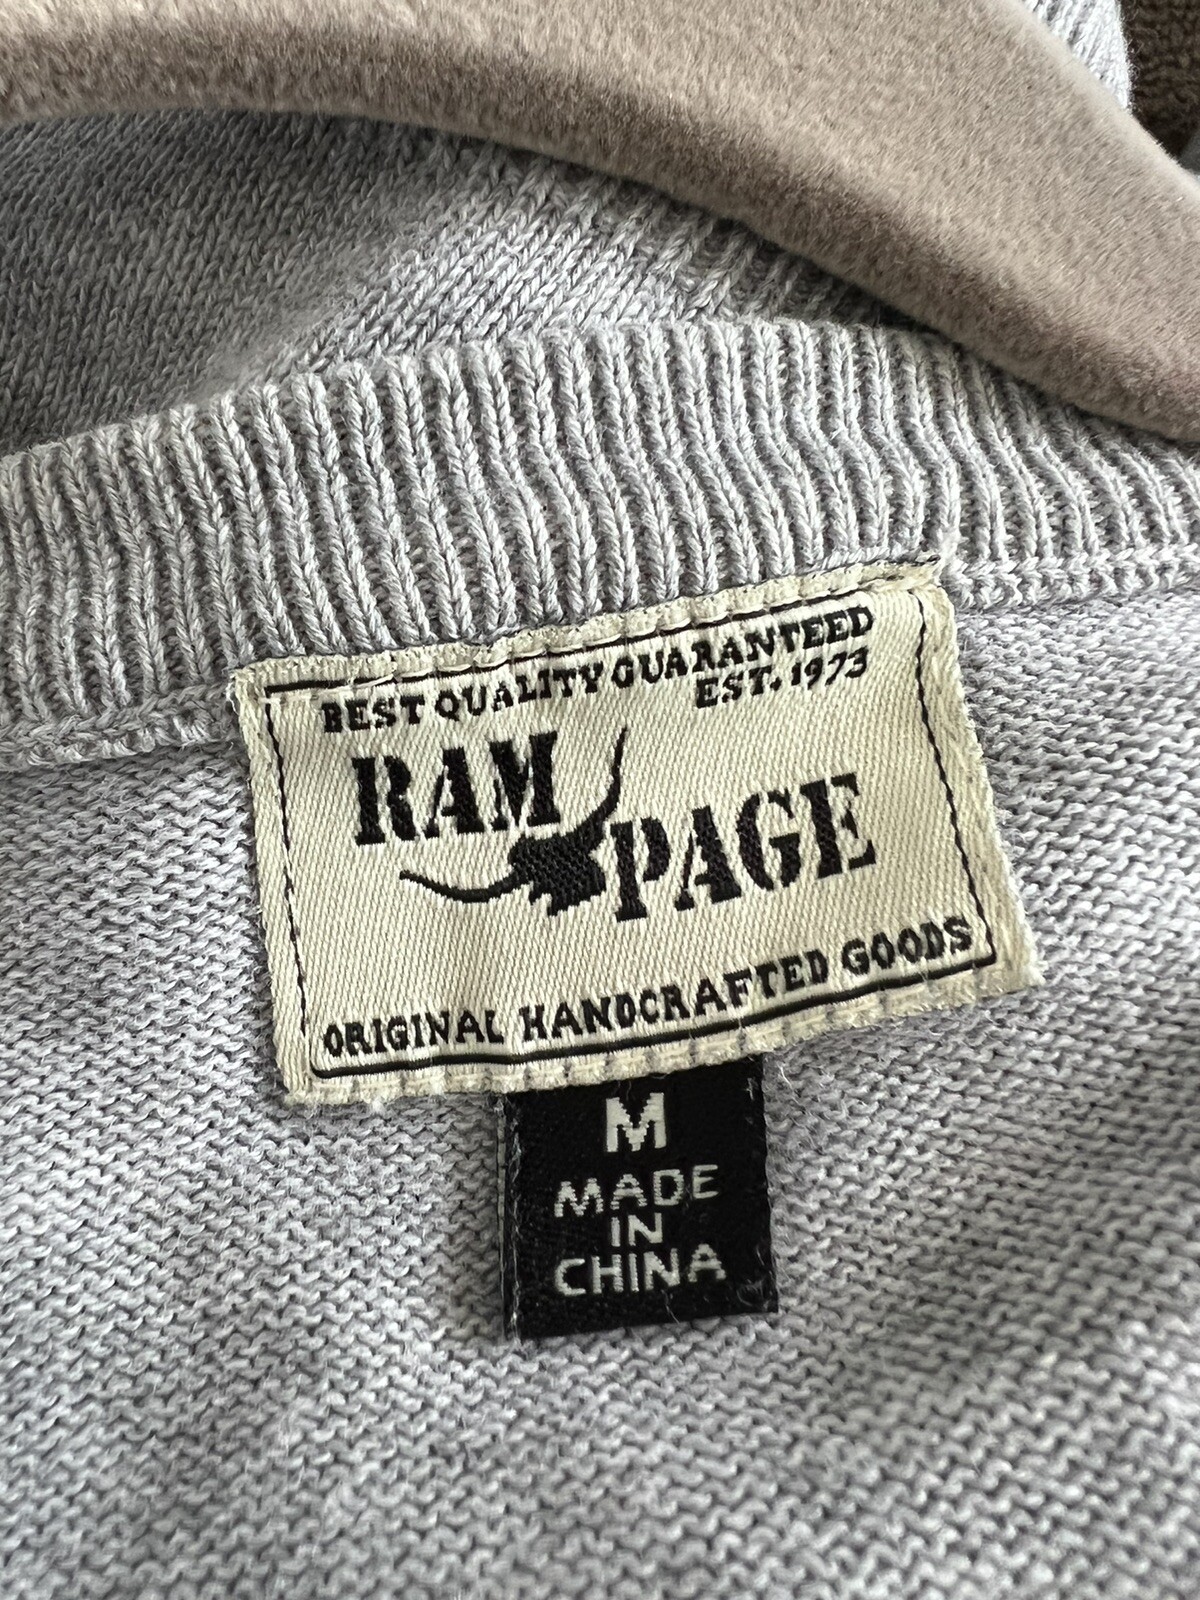 BEST QUALITY GUARANTEED
EST. 1973
RAM
PAGE
ORIGINAL HANDCRAFTED GOODS
M
MADE
IN
CHINA